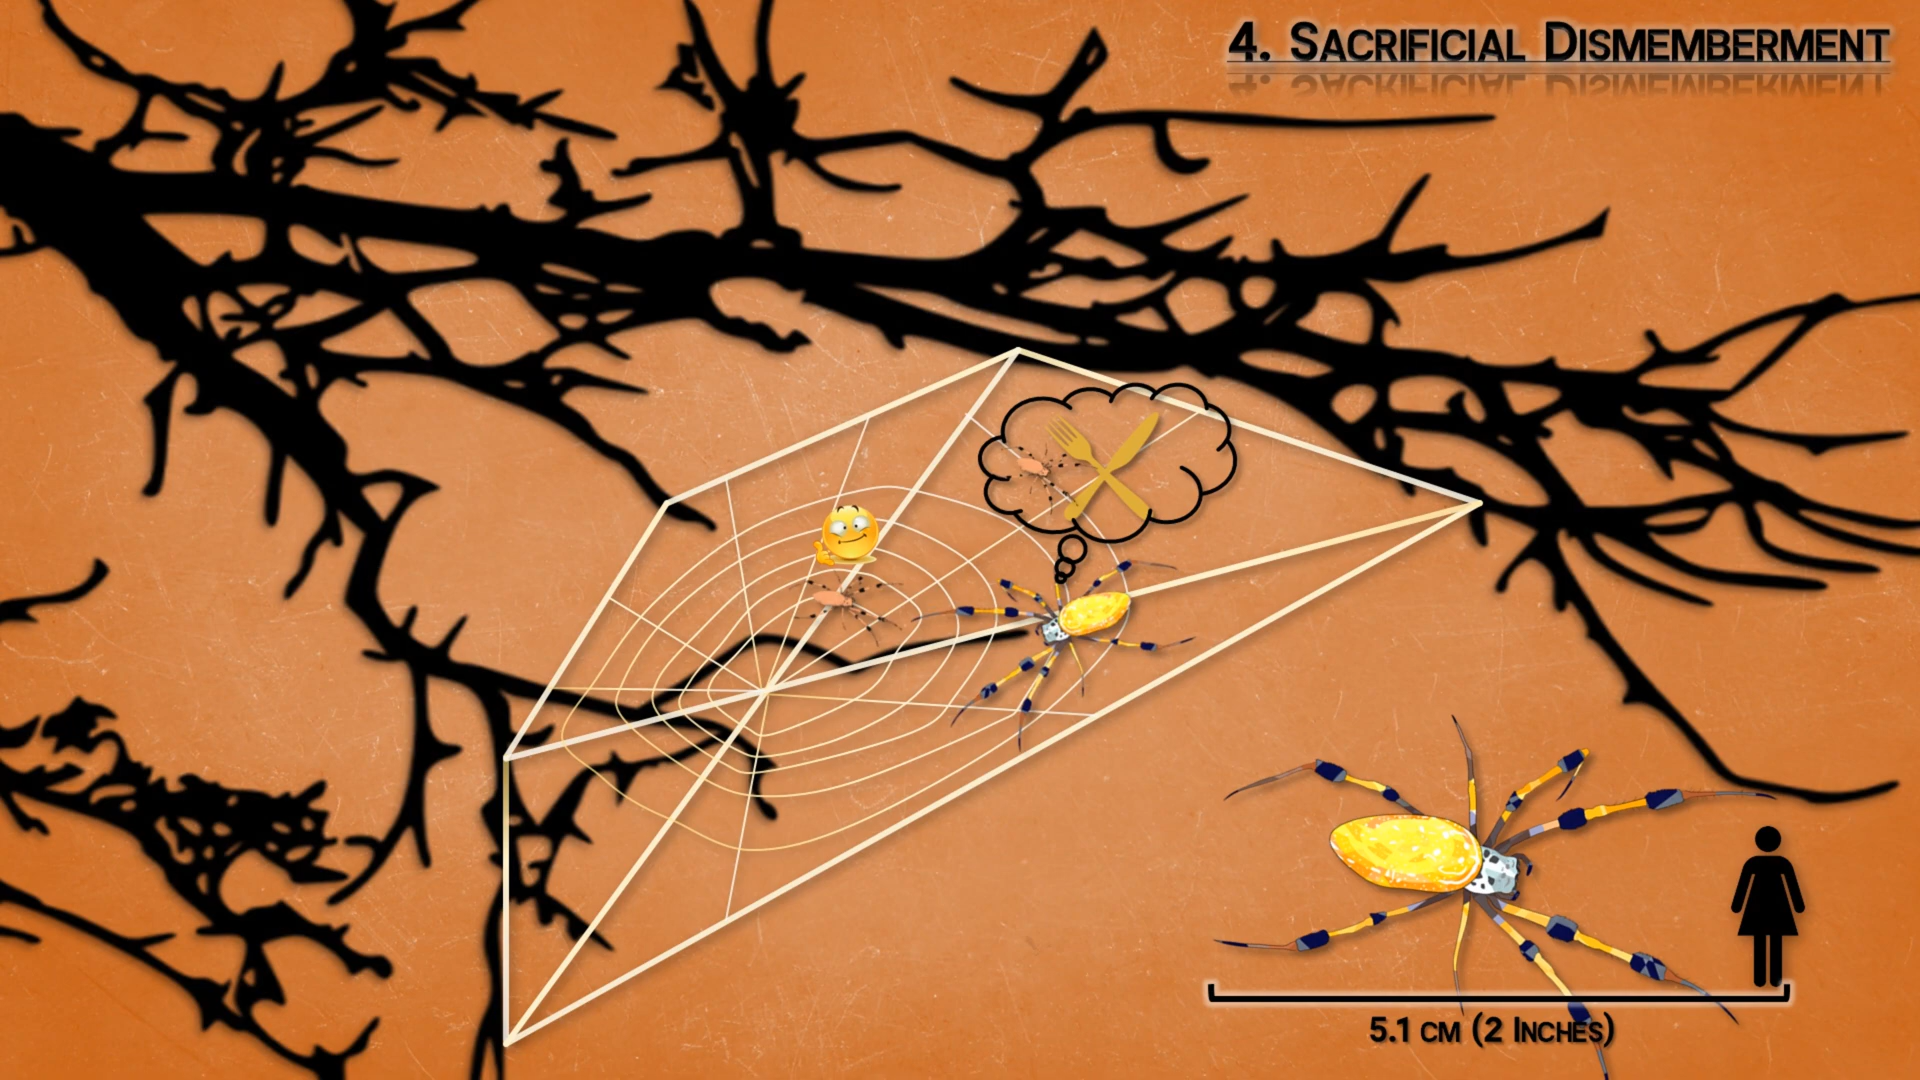 4. Sacrificial Dismemberment
5.1 cm (2 Inches)